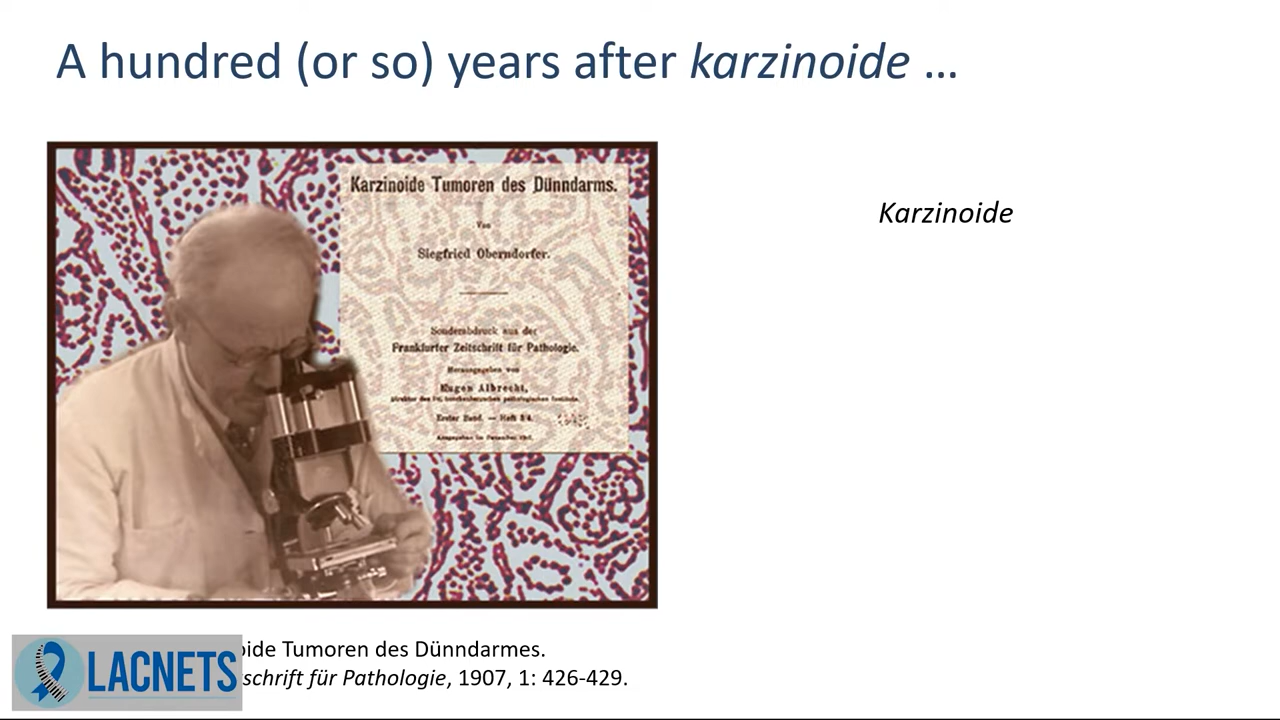 A hundred (or so) years after karzinoide ...
Karzinoide Tumoren des Dünndarms.
Von
Siegfried Oberndorfer.
Sonderabdruck aus der
Frankfurter Zeitschrift für Pathologie.
Herausgegeben von
Eugen Albrecht,
Erster Band. — Heft 3/4.
Karzinoide
oide Tumoren des Dünndarmes.
schrift für Pathologie, 1907, 1: 426-429.
LACNETS